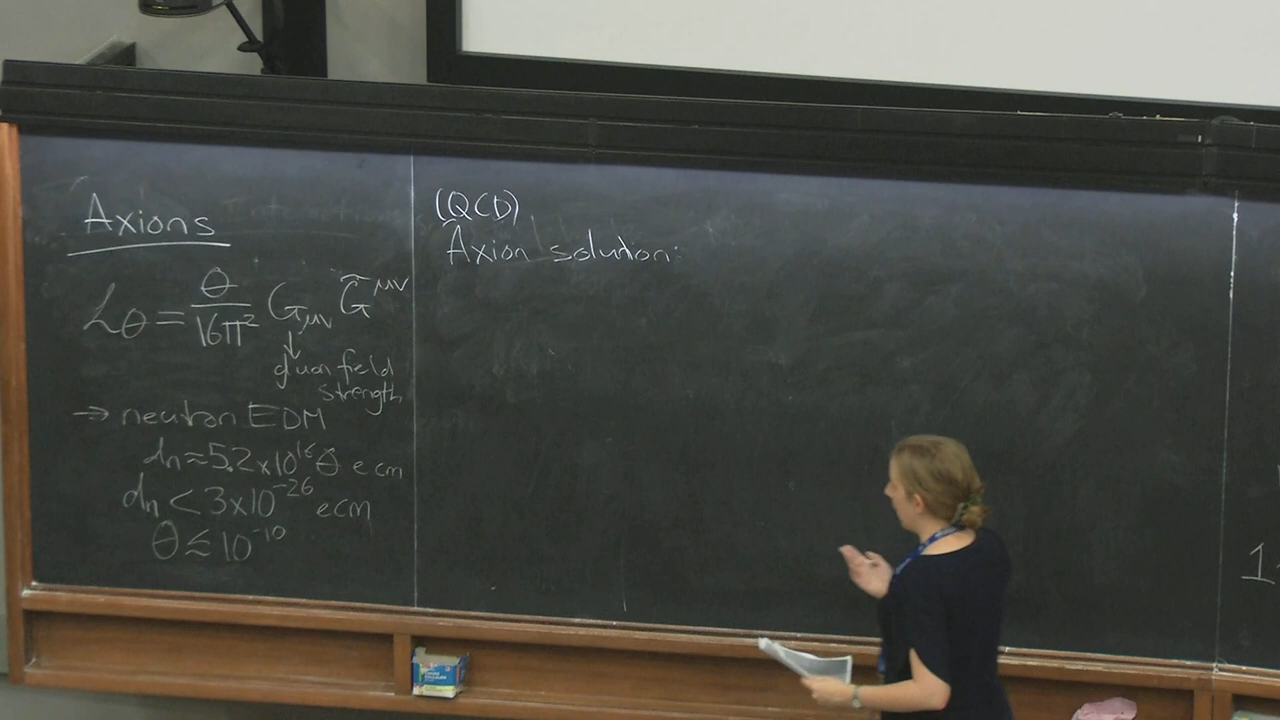 Axions
𝓛θ = θ/16π² Gμν G̃^μν
↓
gluon field
strength
→ neutron EDM
dn ≈ 5.2×10^16 θ e cm
dn < 3×10^-26 e cm
θ ≲ 10^-10
(QCD)
Axion solution:
1